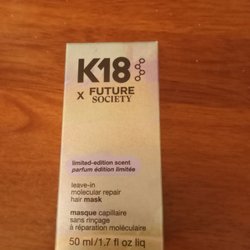 K18
x FUTURE
SOCIETY
limited-edition scent
parfum édition limitée
leave-in
molecular repair
hair mask
masque capillaire
sans rinçage
à réparation moléculaire
50 ml/1.7 fl oz liq